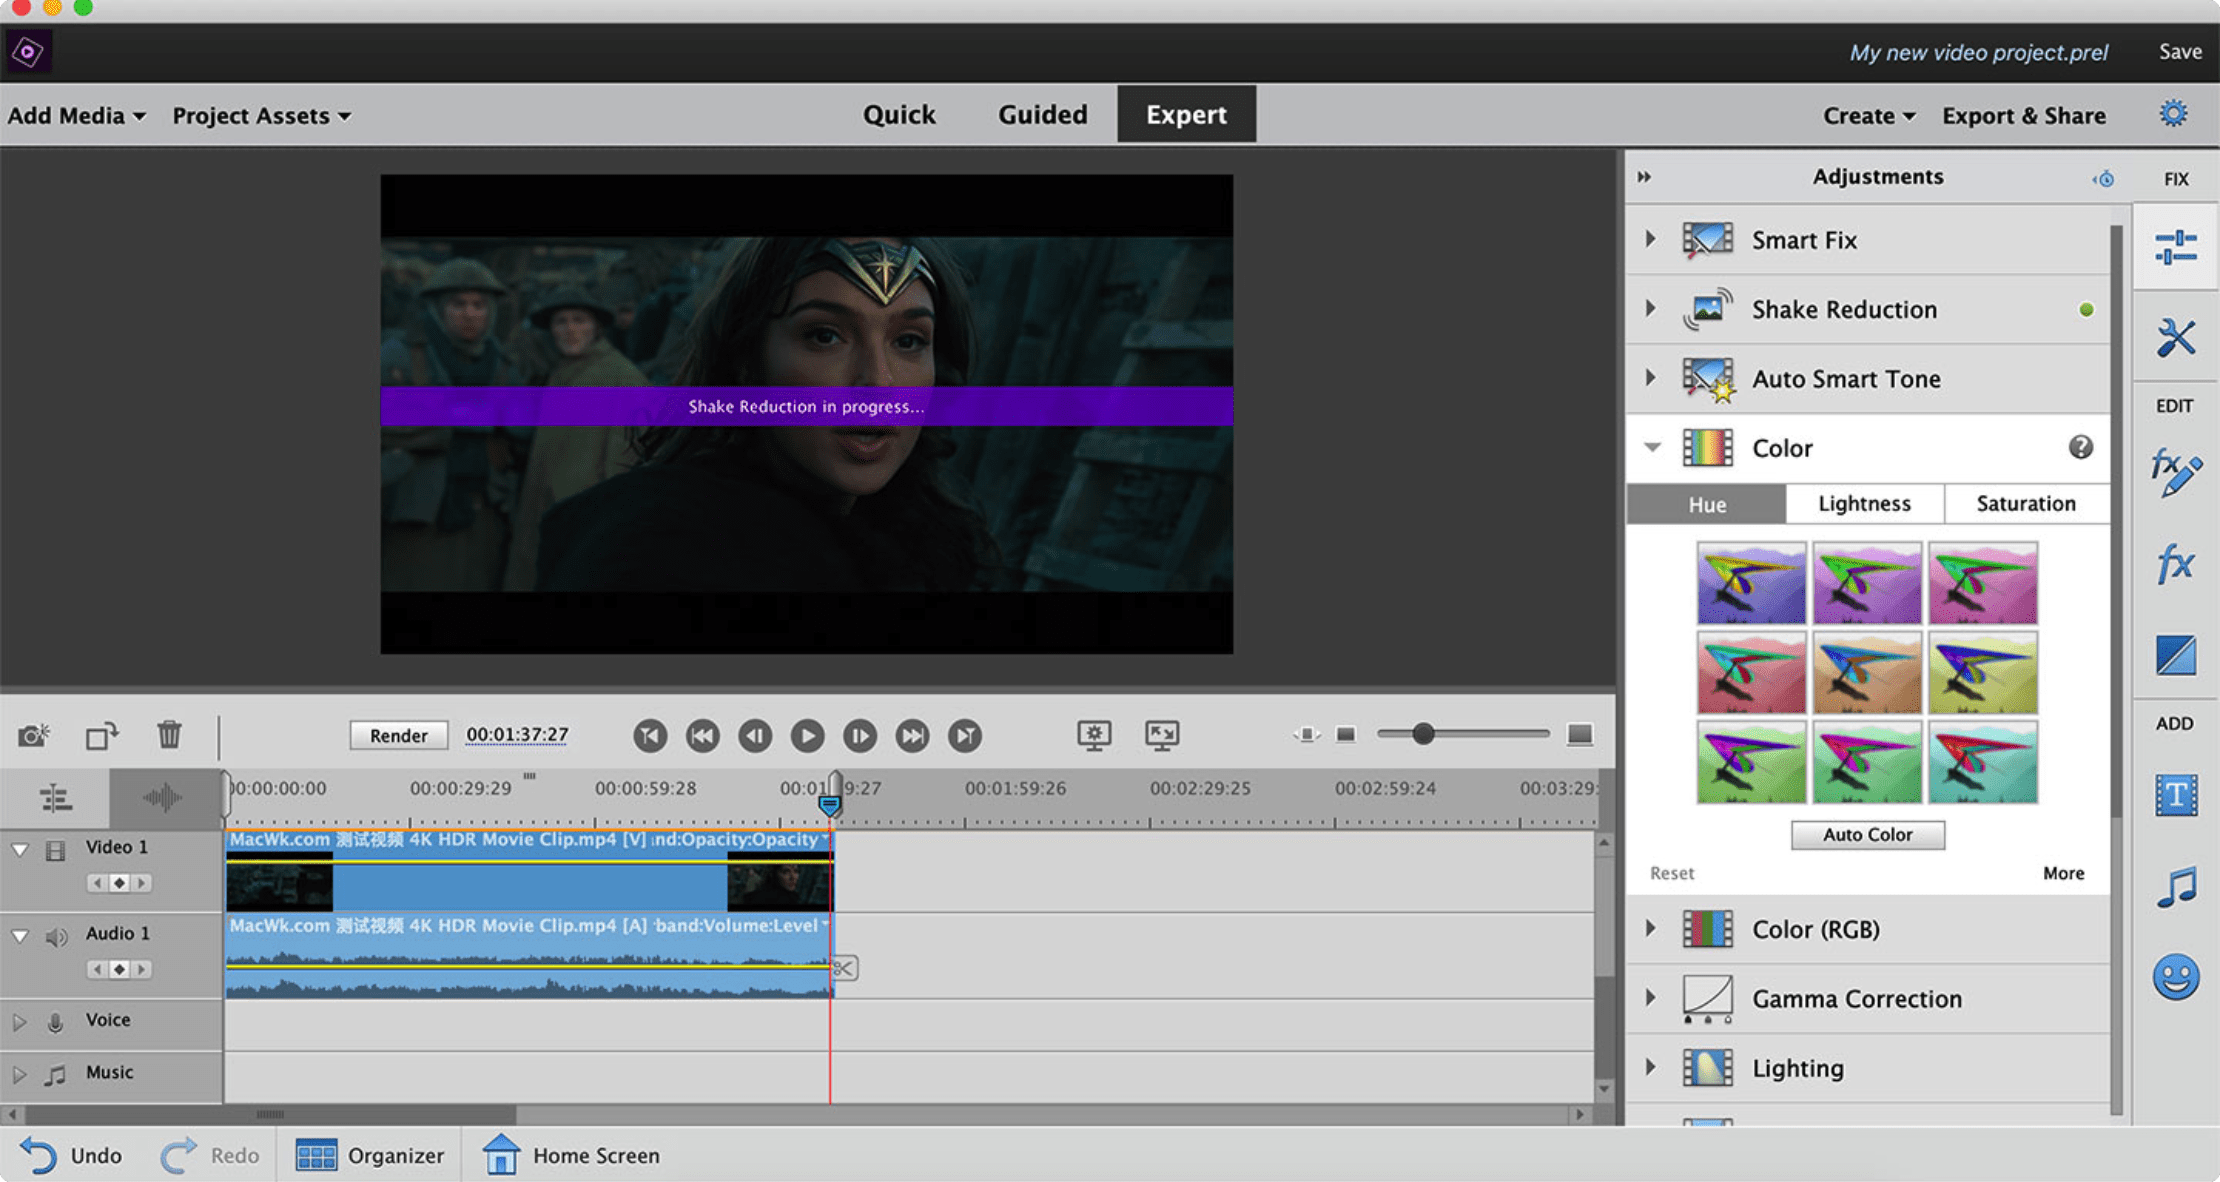 My new video project.prel Save
Add Media Project Assets Quick Guided Expert Create Export & Share
Adjustments FIX
Smart Fix
Shake Reduction
Auto Smart Tone
Shake Reduction in progress...
EDIT
Color
Hue Lightness Saturation
Auto Color
Reset More
ADD
Color (RGB)
Gamma Correction
Lighting
Render 00:01:37:27
00:00:00:00 00:00:29:29 00:00:59:28 00:01 9:27 00:01:59:26 00:02:29:25 00:02:59:24 00:03:29:
Video 1
MacWk.com 测试视频 4K HDR Movie Clip.mp4 [V] ınd:Opacity:Opacity
Audio 1
MacWk.com 测试视频 4K HDR Movie Clip.mp4 [A] band:Volume:Level
Voice
Music
Undo Redo Organizer Home Screen